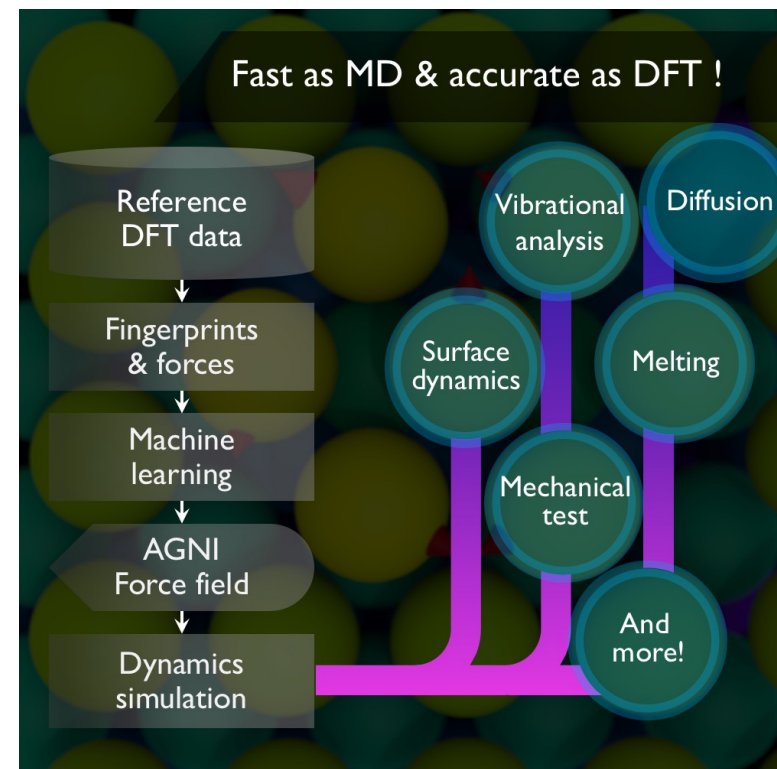 Fast as MD & accurate as DFT !
Reference
DFT data
Fingerprints
& forces
Machine
learning
AGNI
Force field
Dynamics
simulation
Surface
dynamics
Vibrational
analysis
Mechanical
test
Diffusion
Melting
And
more!